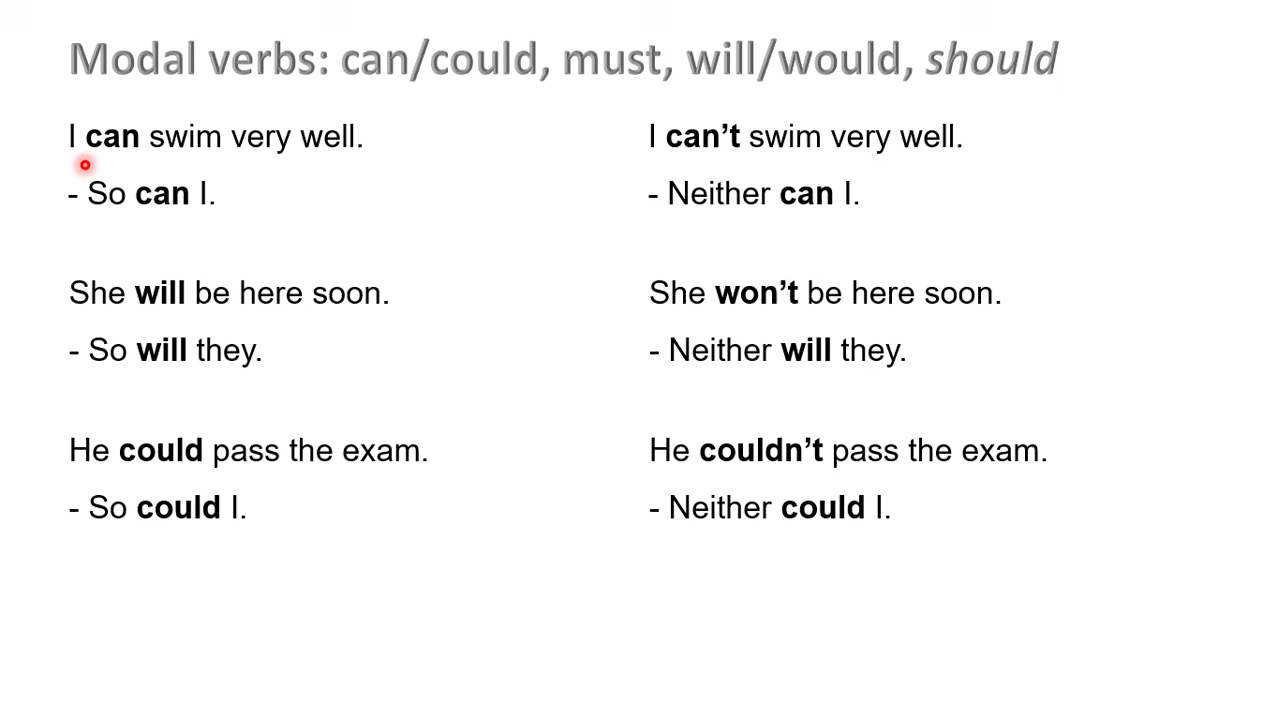 Modal verbs: can/could, must, will/would, should
I can swim very well.
- So can I.
She will be here soon.
- So will they.
He could pass the exam.
- So could I.
I can’t swim very well.
- Neither can I.
She won’t be here soon.
- Neither will they.
He couldn’t pass the exam.
- Neither could I.